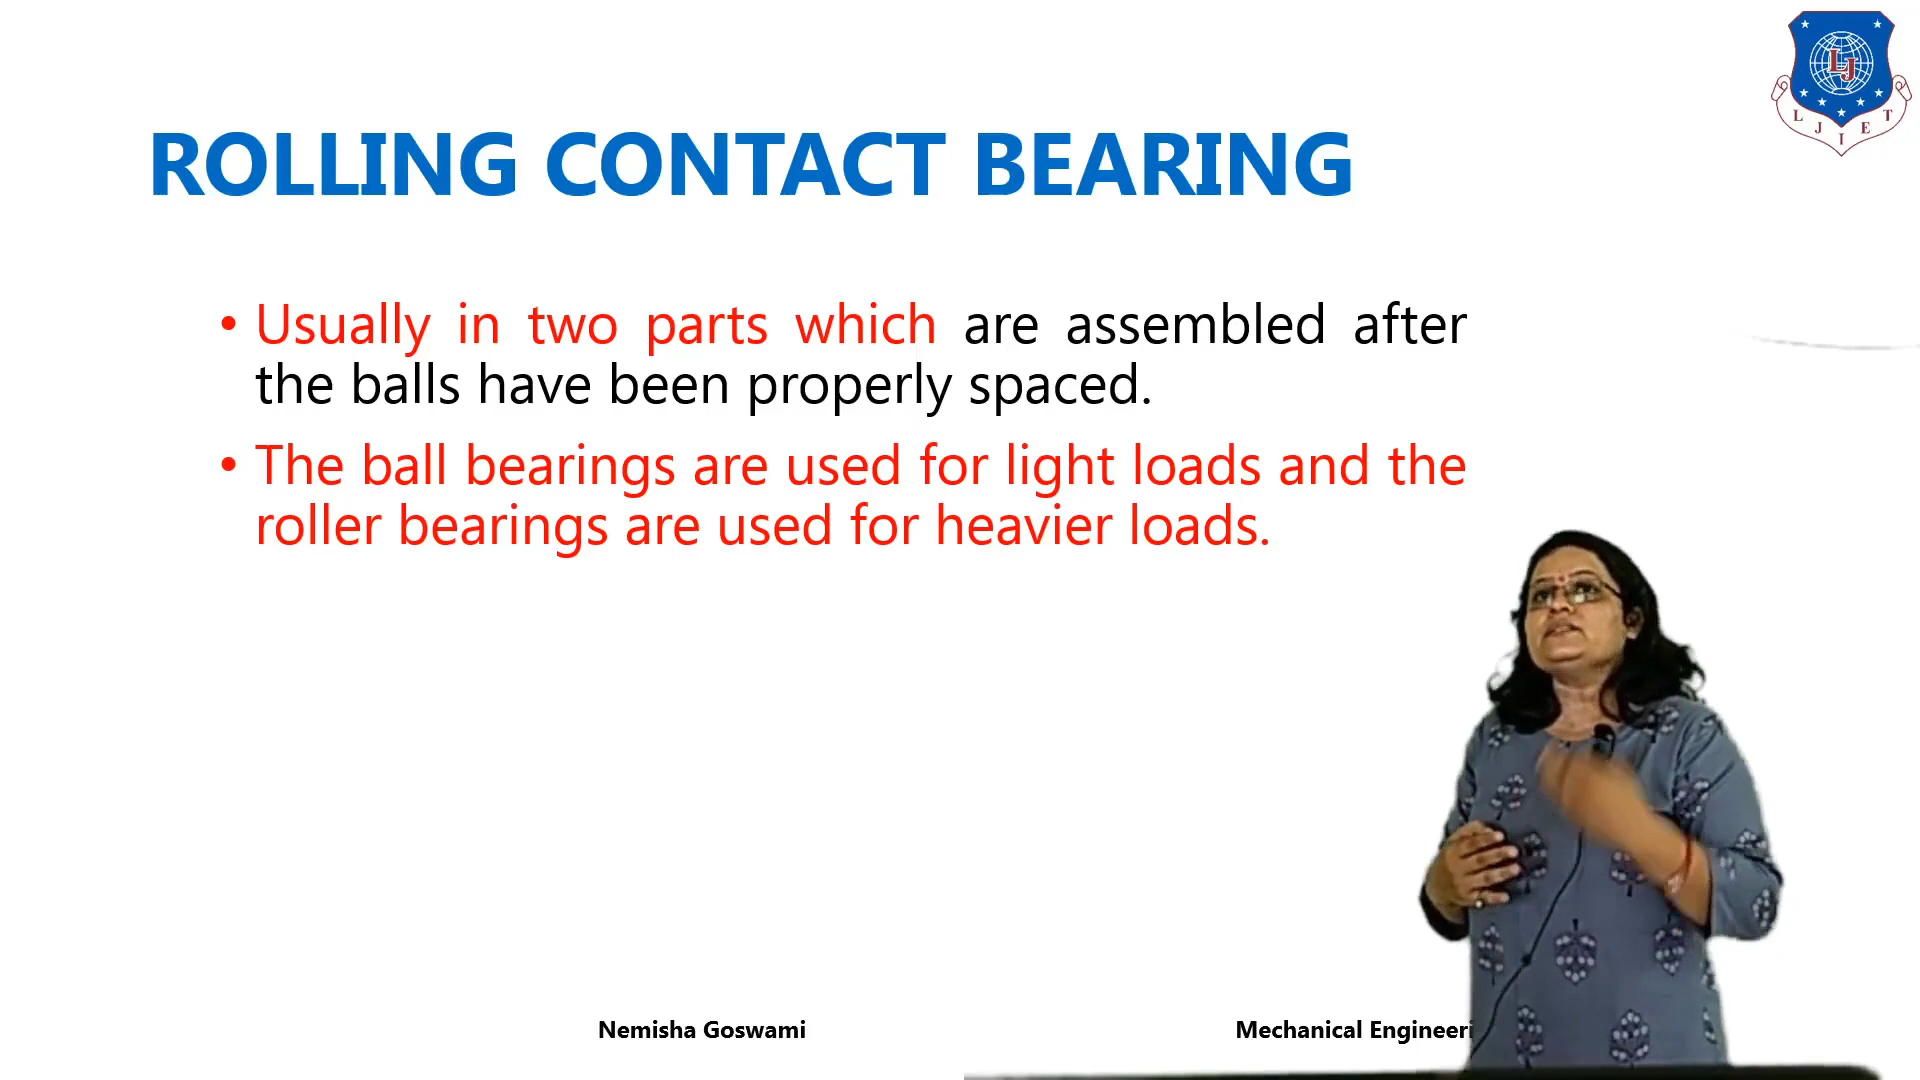 LJ
L J I E T
ROLLING CONTACT BEARING
• Usually in two parts which are assembled after
the balls have been properly spaced.
• The ball bearings are used for light loads and the
roller bearings are used for heavier loads.
Nemisha Goswami
Mechanical Engineeri